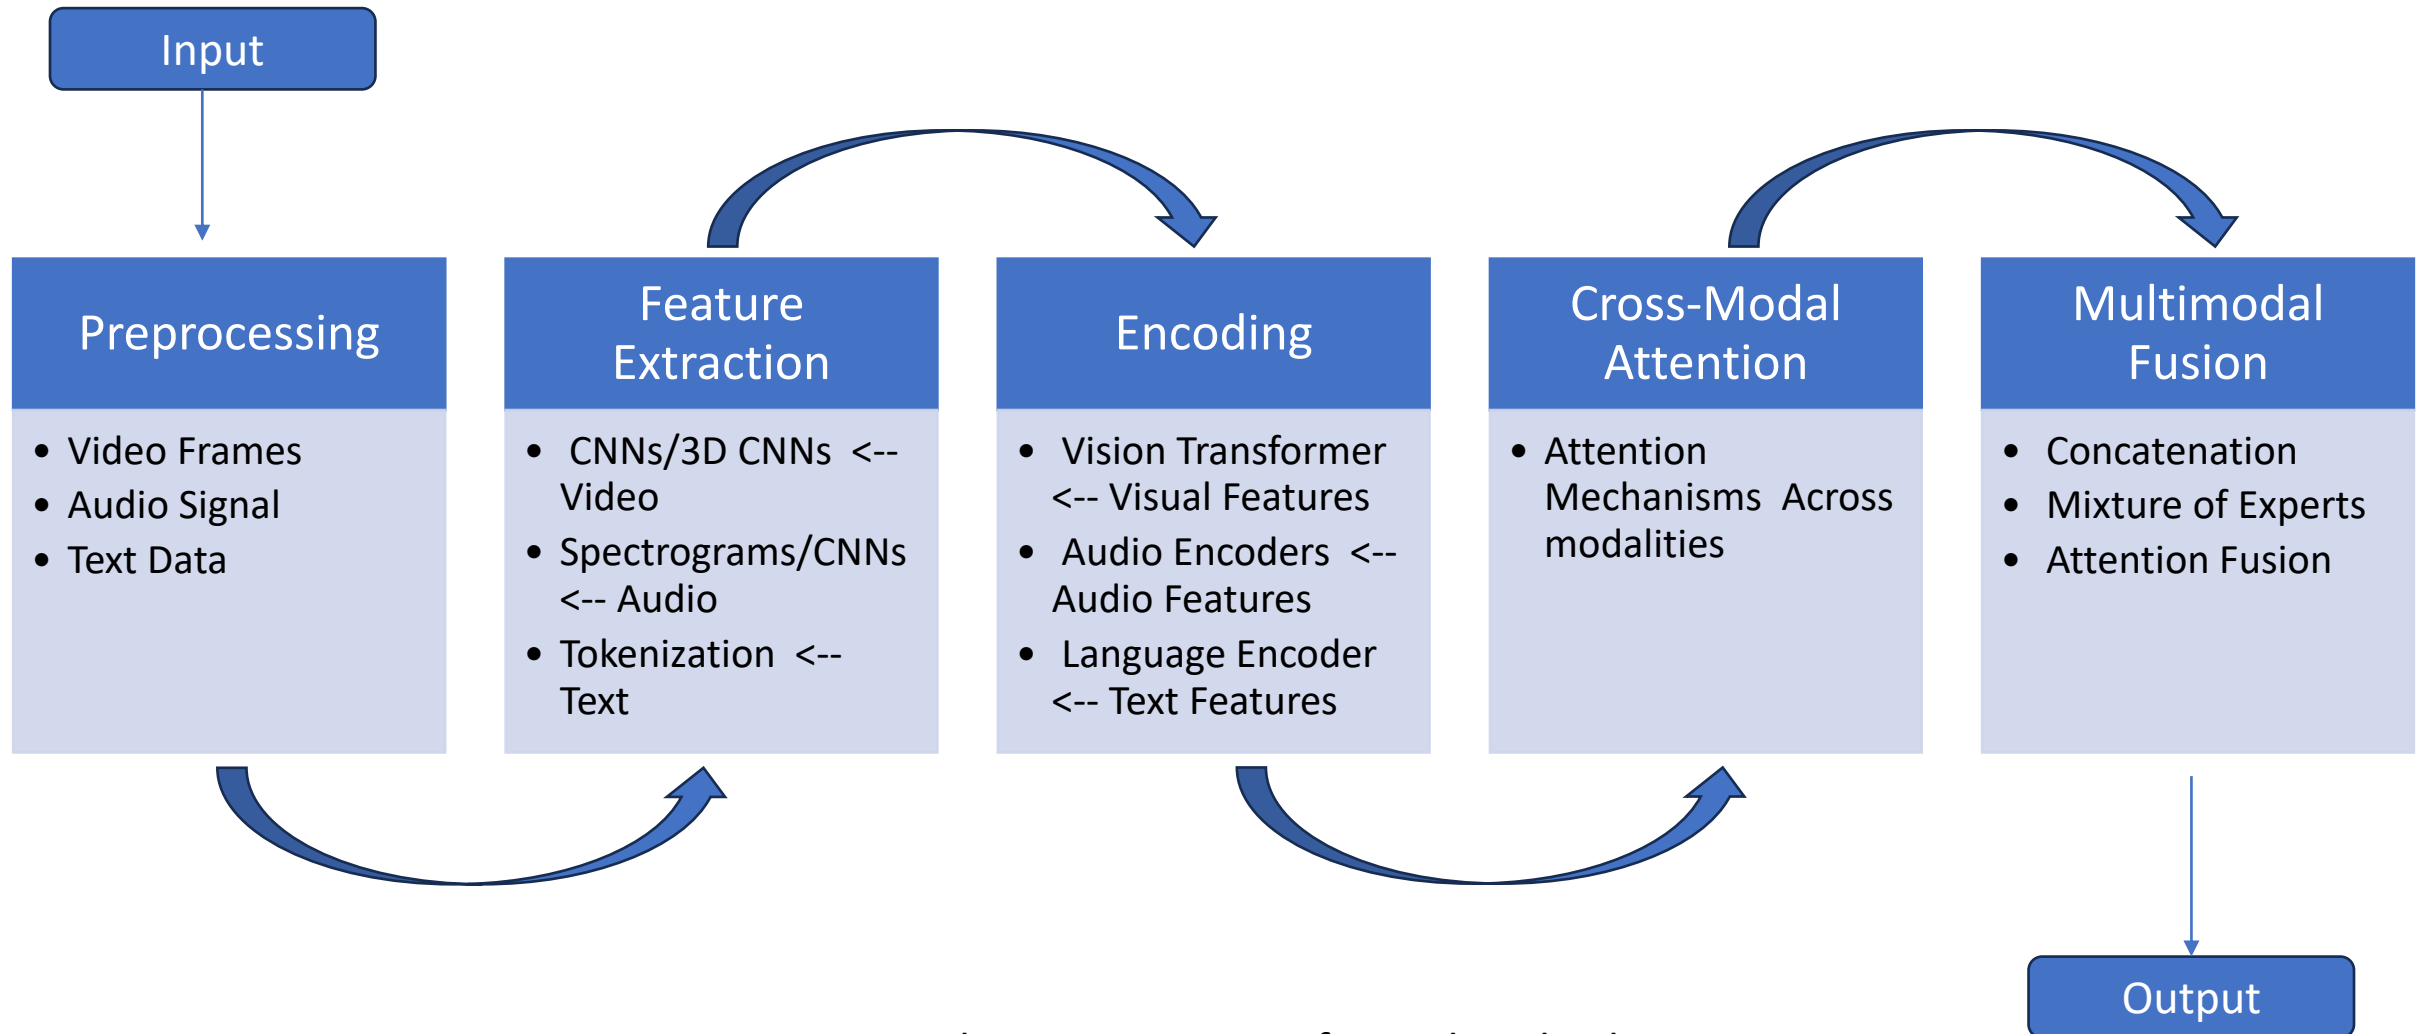 Input
Preprocessing
• Video Frames
• Audio Signal
• Text Data
Feature
Extraction
• CNNs/3D CNNs <--
Video
• Spectrograms/CNNs
<-- Audio
• Tokenization <--
Text
Encoding
• Vision Transformer
<-- Visual Features
• Audio Encoders <--
Audio Features
• Language Encoder
<-- Text Features
Cross-Modal
Attention
• Attention
Mechanisms Across
modalities
Multimodal
Fusion
• Concatenation
• Mixture of Experts
• Attention Fusion
Output